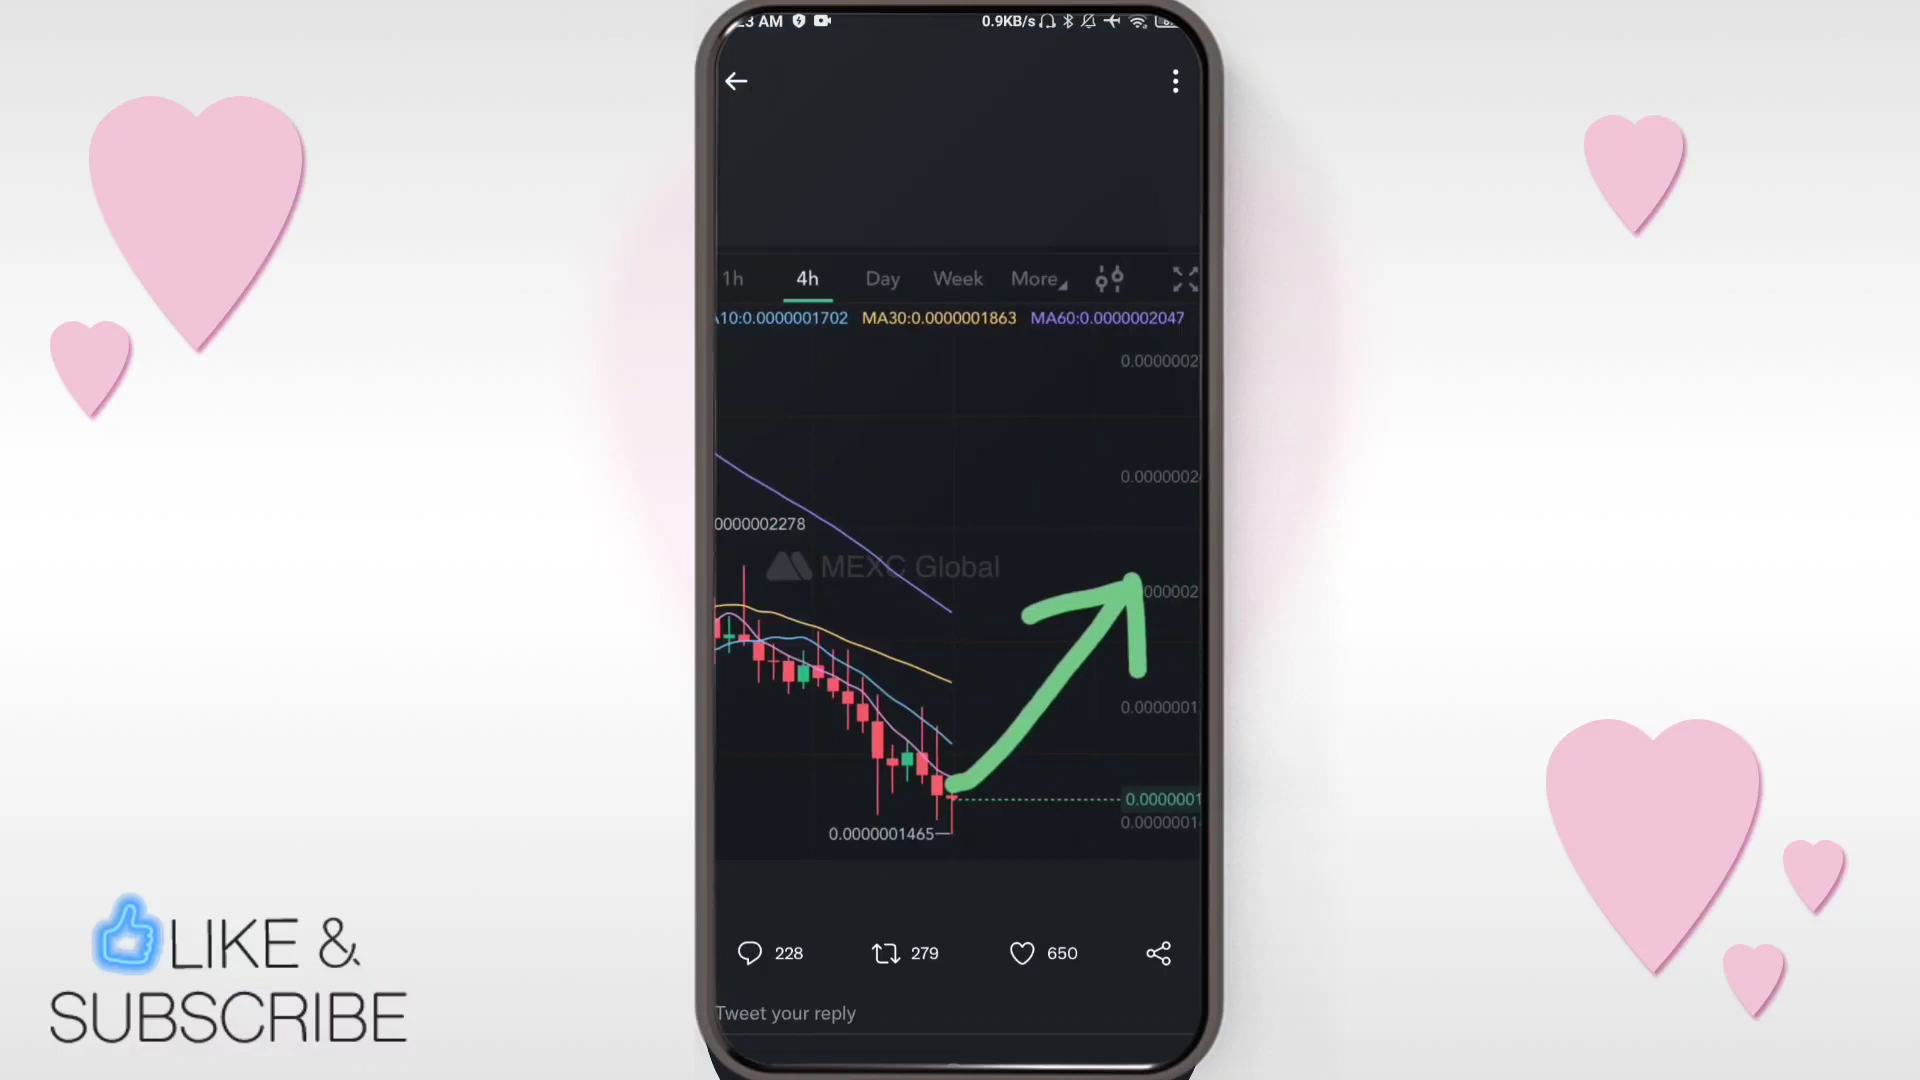 3 AM 0.9KB/s
1h 4h Day Week More
10:0.0000001702 MA30:0.0000001863 MA60:0.0000002047
0.0000002
0.0000002
0000002278
MEXC Global
000002
0.0000001
0.0000001
0.0000001
0.0000001465
228 279 650
Tweet your reply
LIKE &
SUBSCRIBE